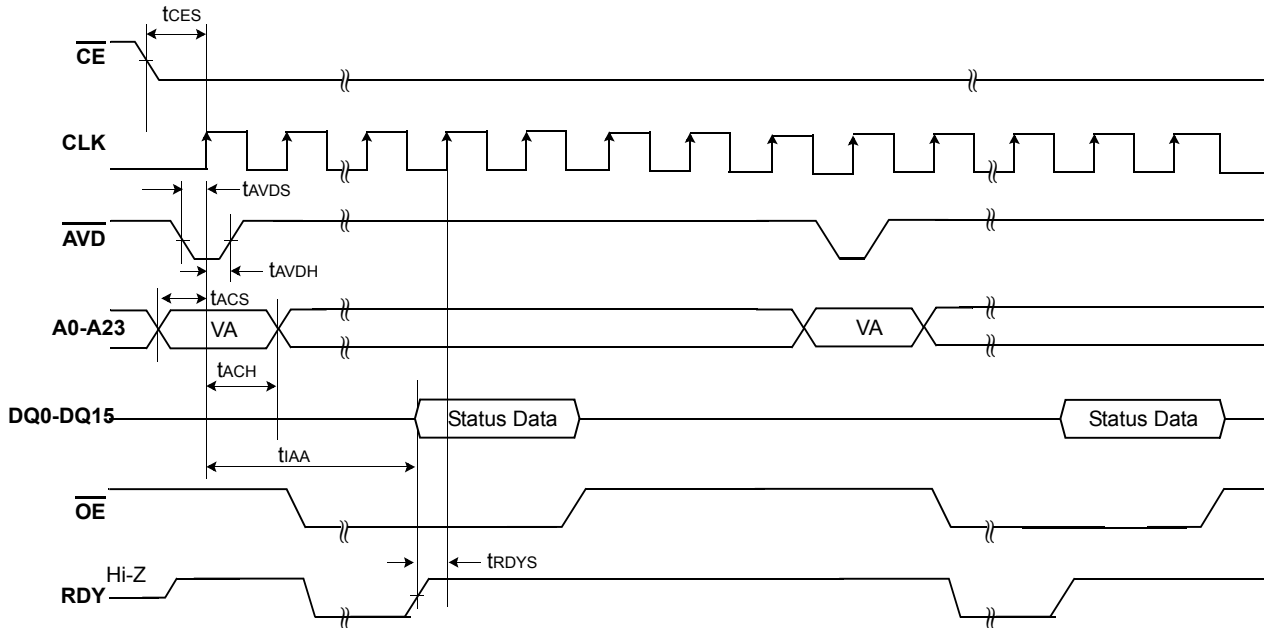 tCES
CE
CLK
tAVDS
AVD
tAVDH
tACS
A0-A23
VA
VA
tACH
DQ0-DQ15
Status Data
Status Data
tIAA
OE
tRDYS
Hi-Z
RDY